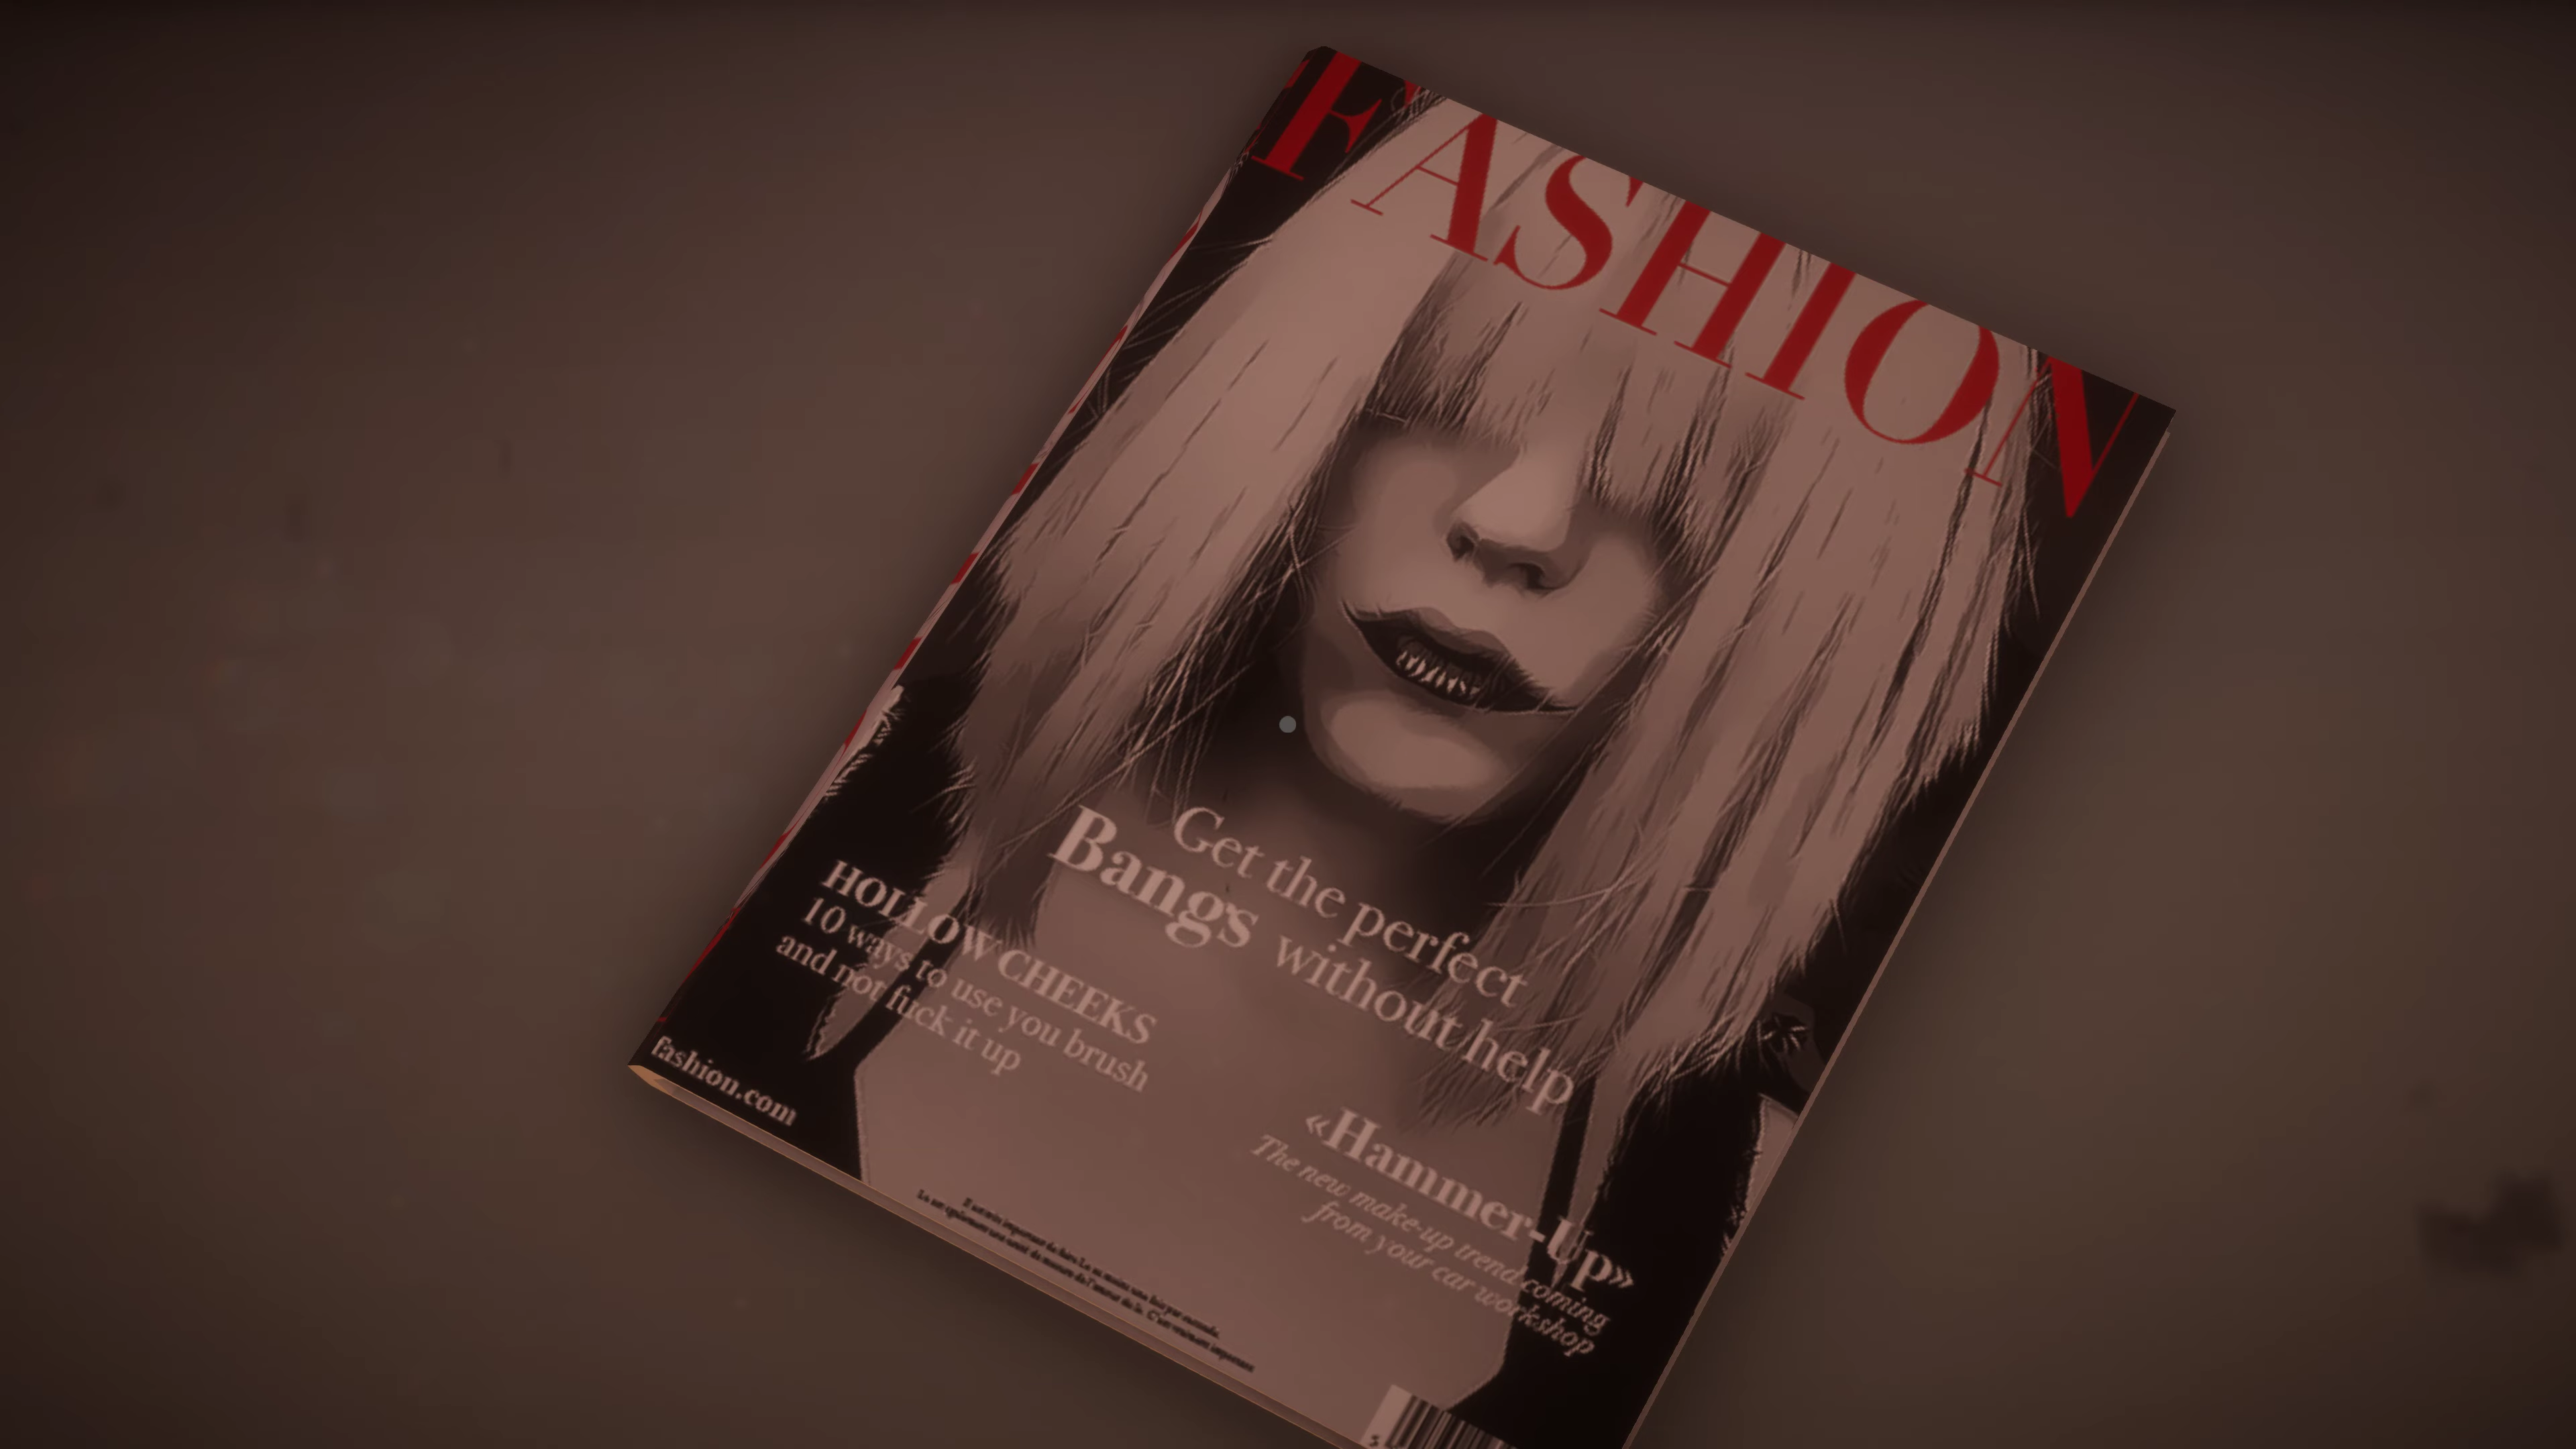 FASHION
Get the perfect
Bangs without help
HOLLOW CHEEKS
10 ways to use you brush
and not fuck it up
«Hammer-Up»
The new make-up trend coming
from your car workshop
fashion.com